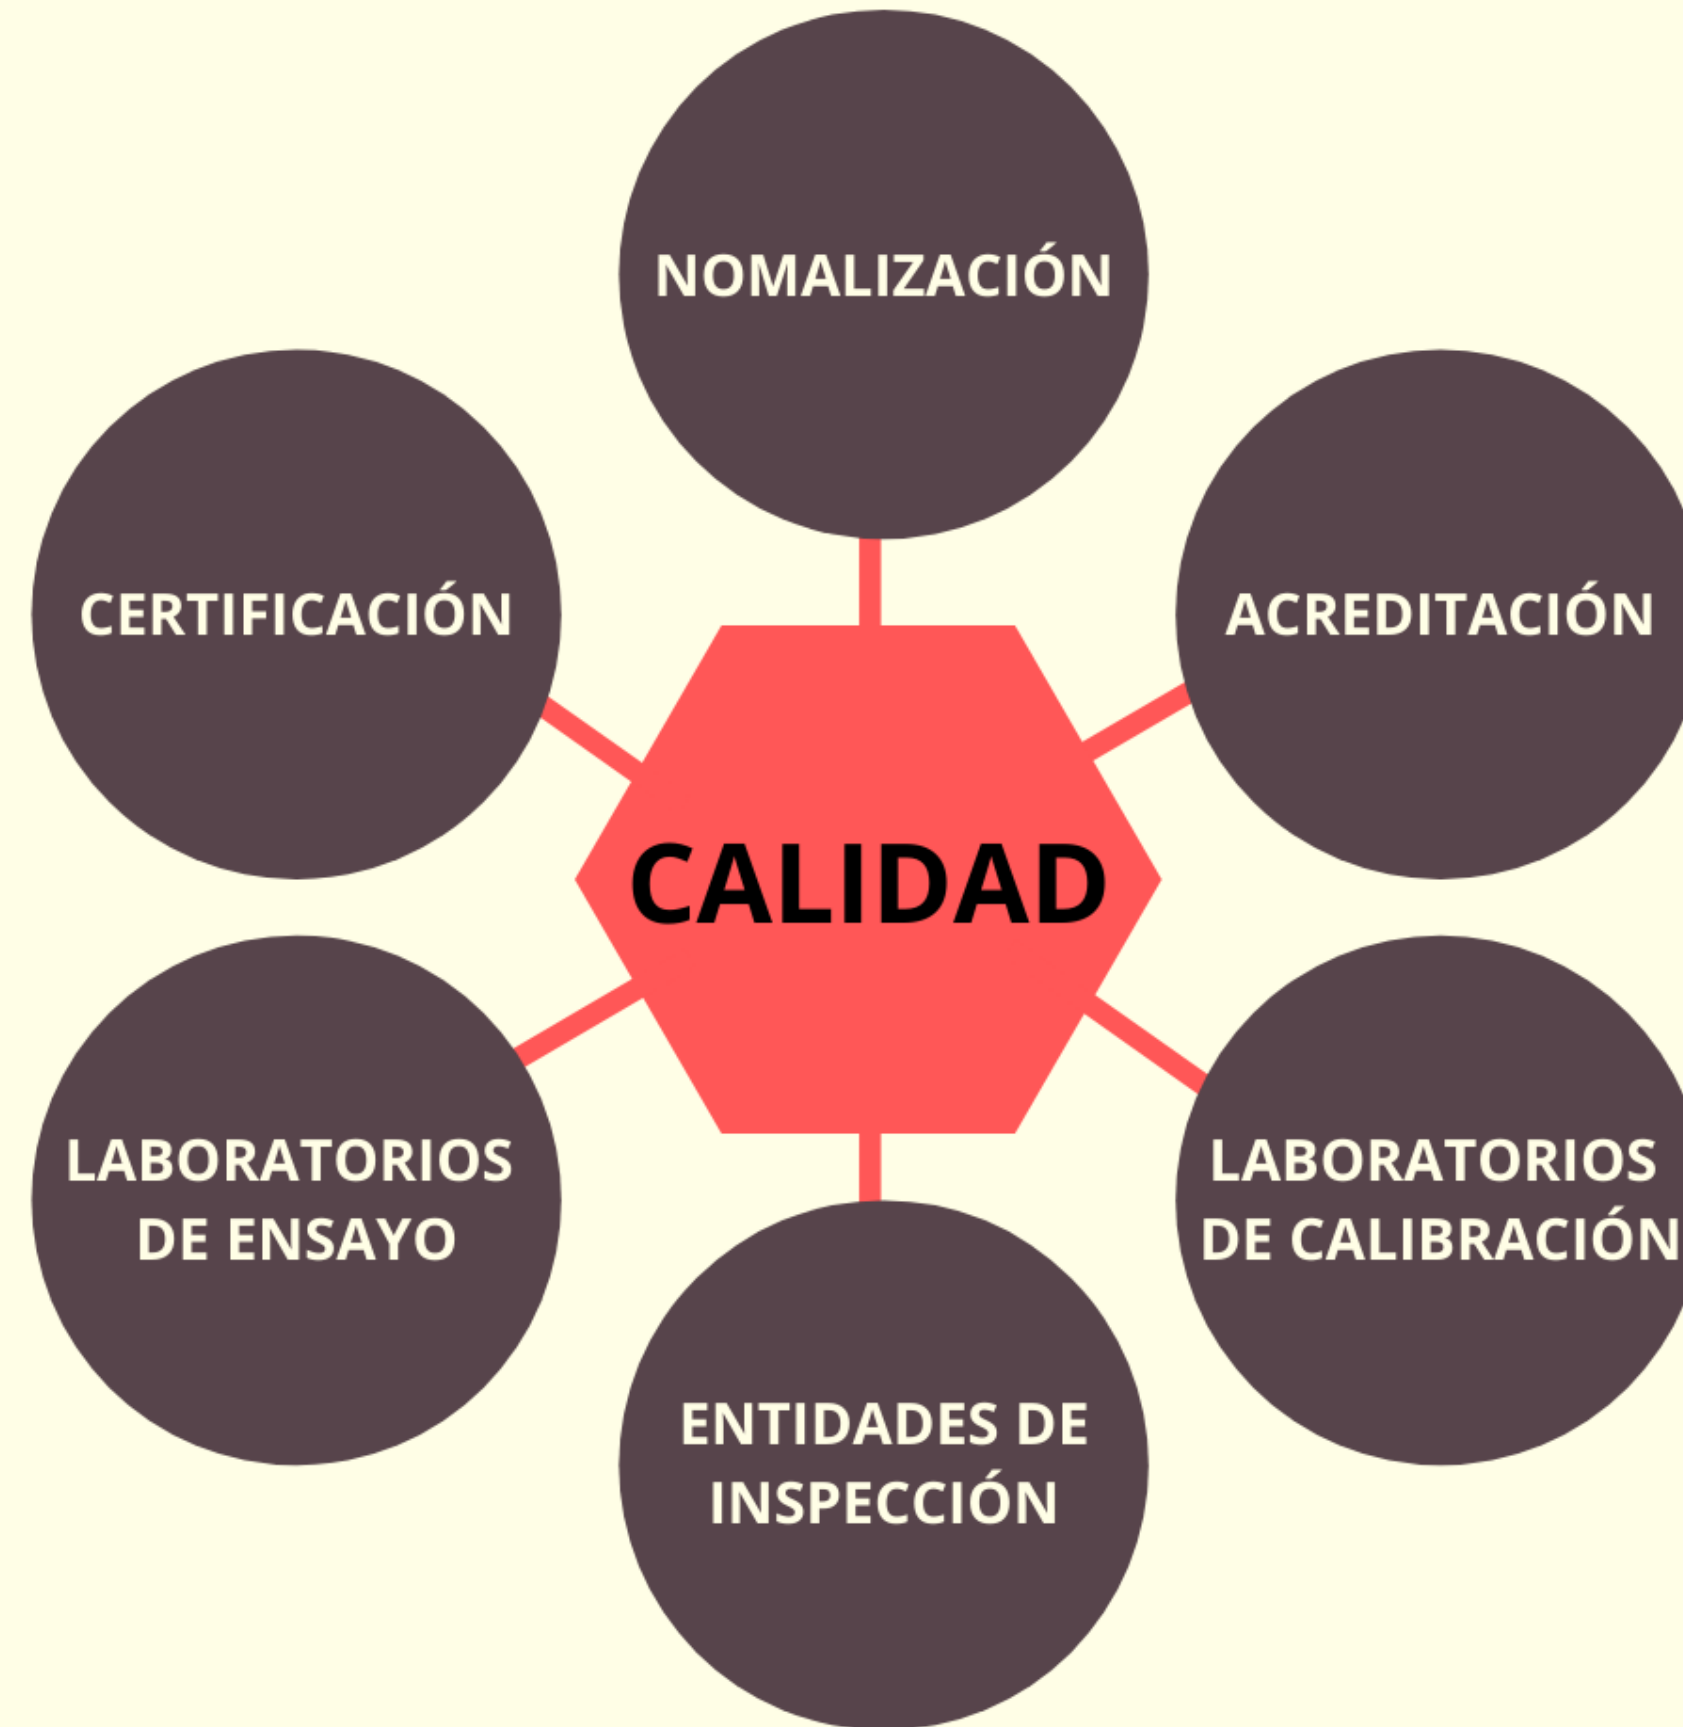 NOMALIZACIÓN
CERTIFICACIÓN
ACREDITACIÓN
CALIDAD
LABORATORIOS
DE ENSAYO
LABORATORIOS
DE CALIBRACIÓN
ENTIDADES DE
INSPECCIÓN